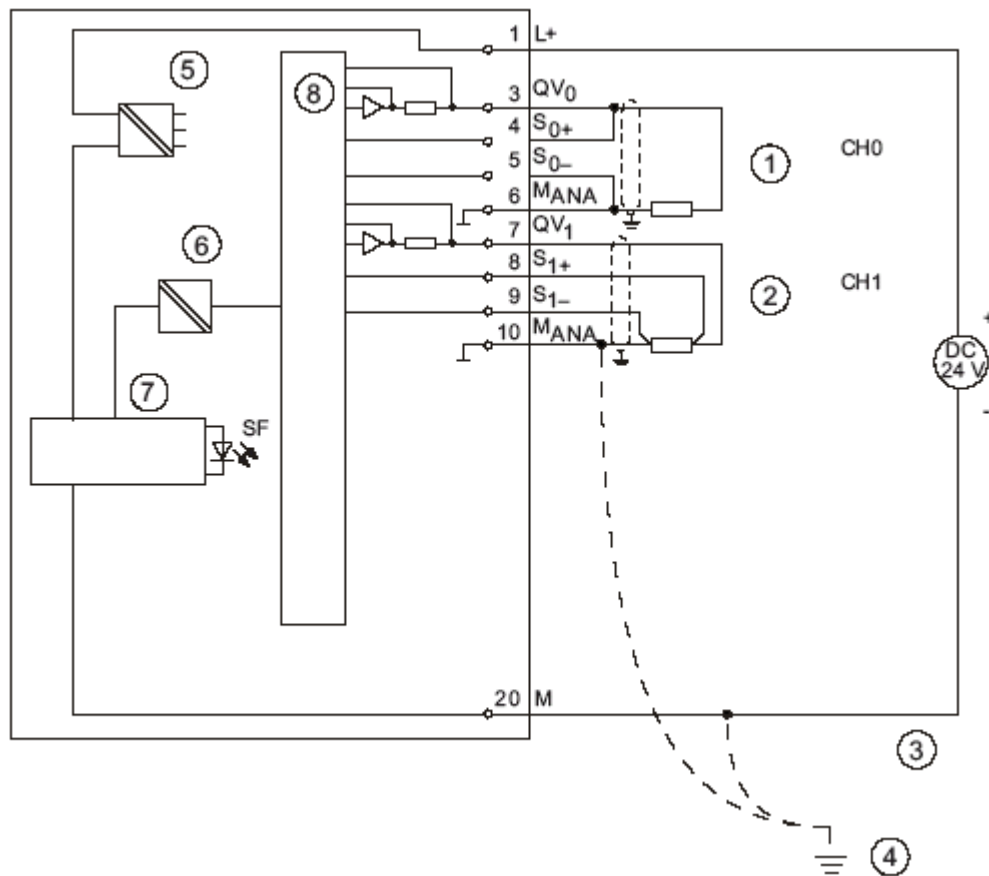 1 L+
5
8
3 QV0
4 S0+
1
CH0
5 S0–
6 MANA
7 QV1
6
8 S1+
2
CH1
9 S1–
10 MANA
+
DC
24 V
–
7
SF
20 M
3
4